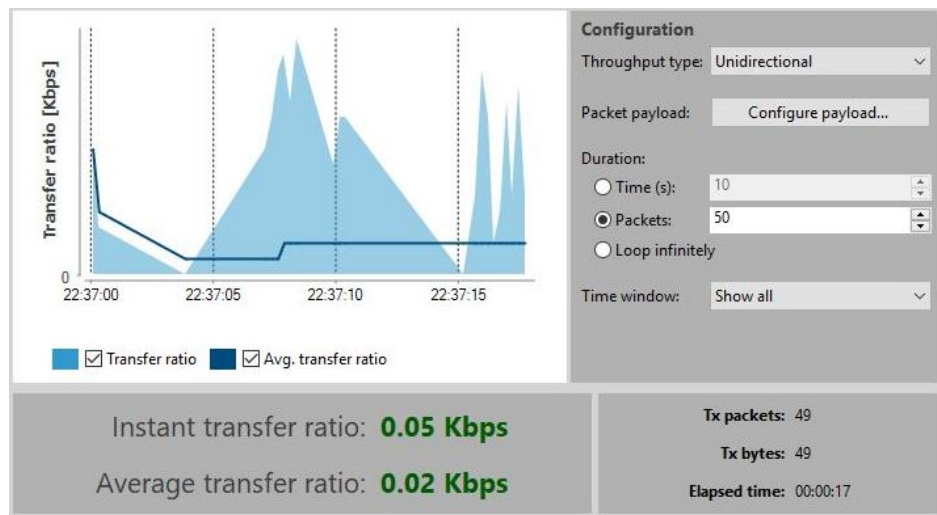 Transfer ratio [Kbps]
0
22:37:00 22:37:05 22:37:10 22:37:15
Transfer ratio Avg. transfer ratio
Configuration
Throughput type: Unidirectional
Packet payload: Configure payload...
Duration:
Time (s): 10
Packets: 50
Loop infinitely
Time window: Show all
Instant transfer ratio: 0.05 Kbps
Average transfer ratio: 0.02 Kbps
Tx packets: 49
Tx bytes: 49
Elapsed time: 00:00:17